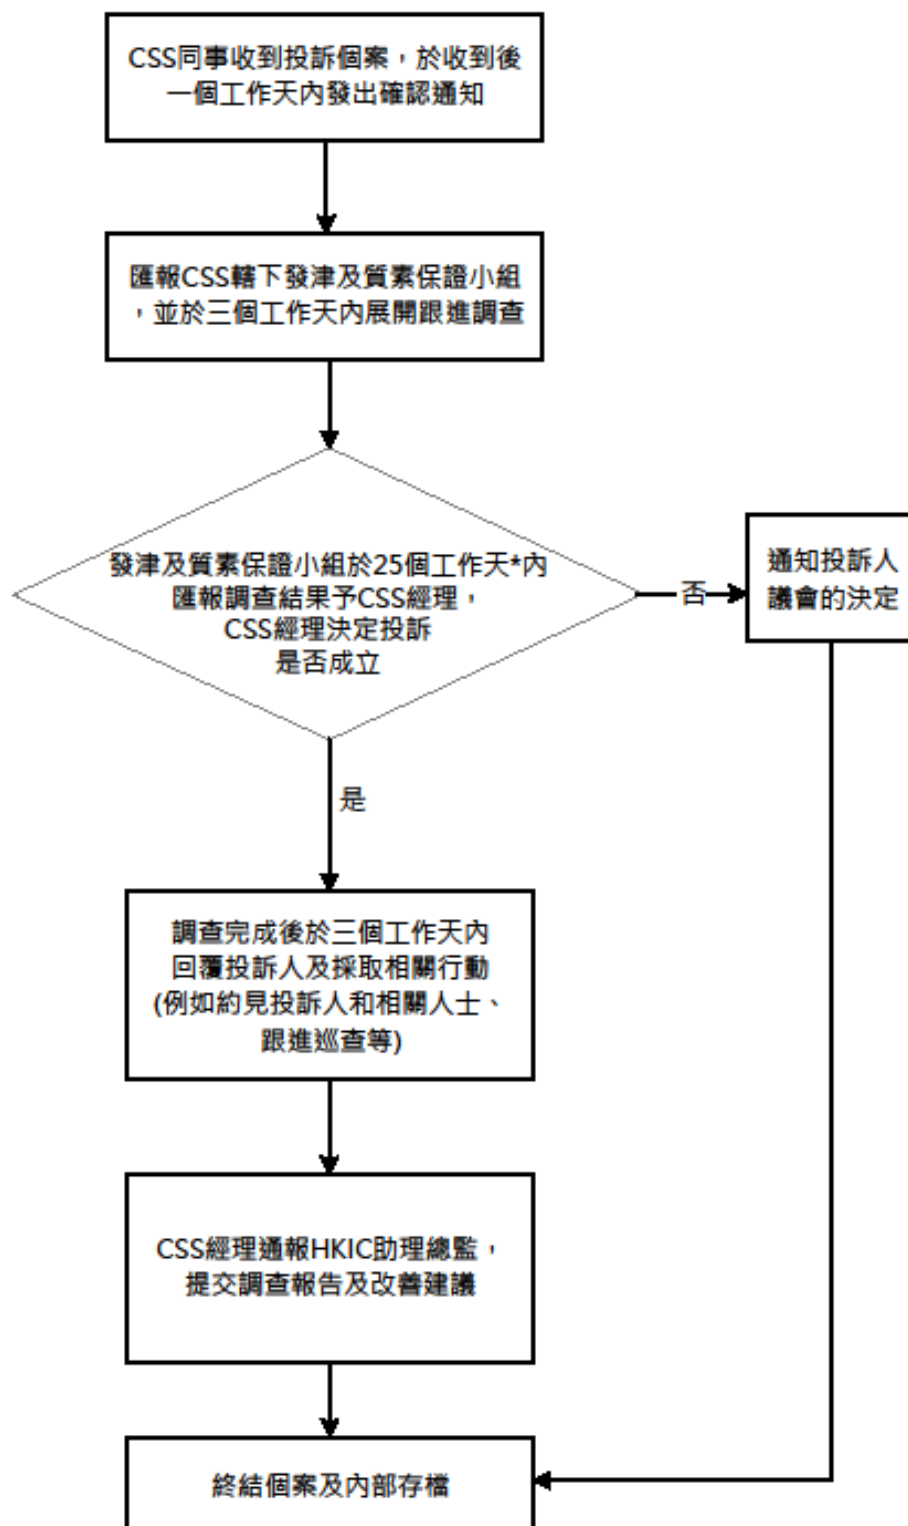 CSS同事收到投訴個案，於收到後
一個工作天內發出確認通知
匯報CSS轄下發津及質素保證小組
，並於三個工作天內展開跟進調查
發津及質素保證小組於25個工作天*內
匯報調查結果予CSS經理，
CSS經理決定投訴
是否成立
否
通知投訴人
議會的決定
是
調查完成後於三個工作天內
回覆投訴人及採取相關行動
(例如約見投訴人和相關人士、
跟進巡查等)
CSS經理通報HKIC助理總監，
提交調查報告及改善建議
終結個案及內部存檔